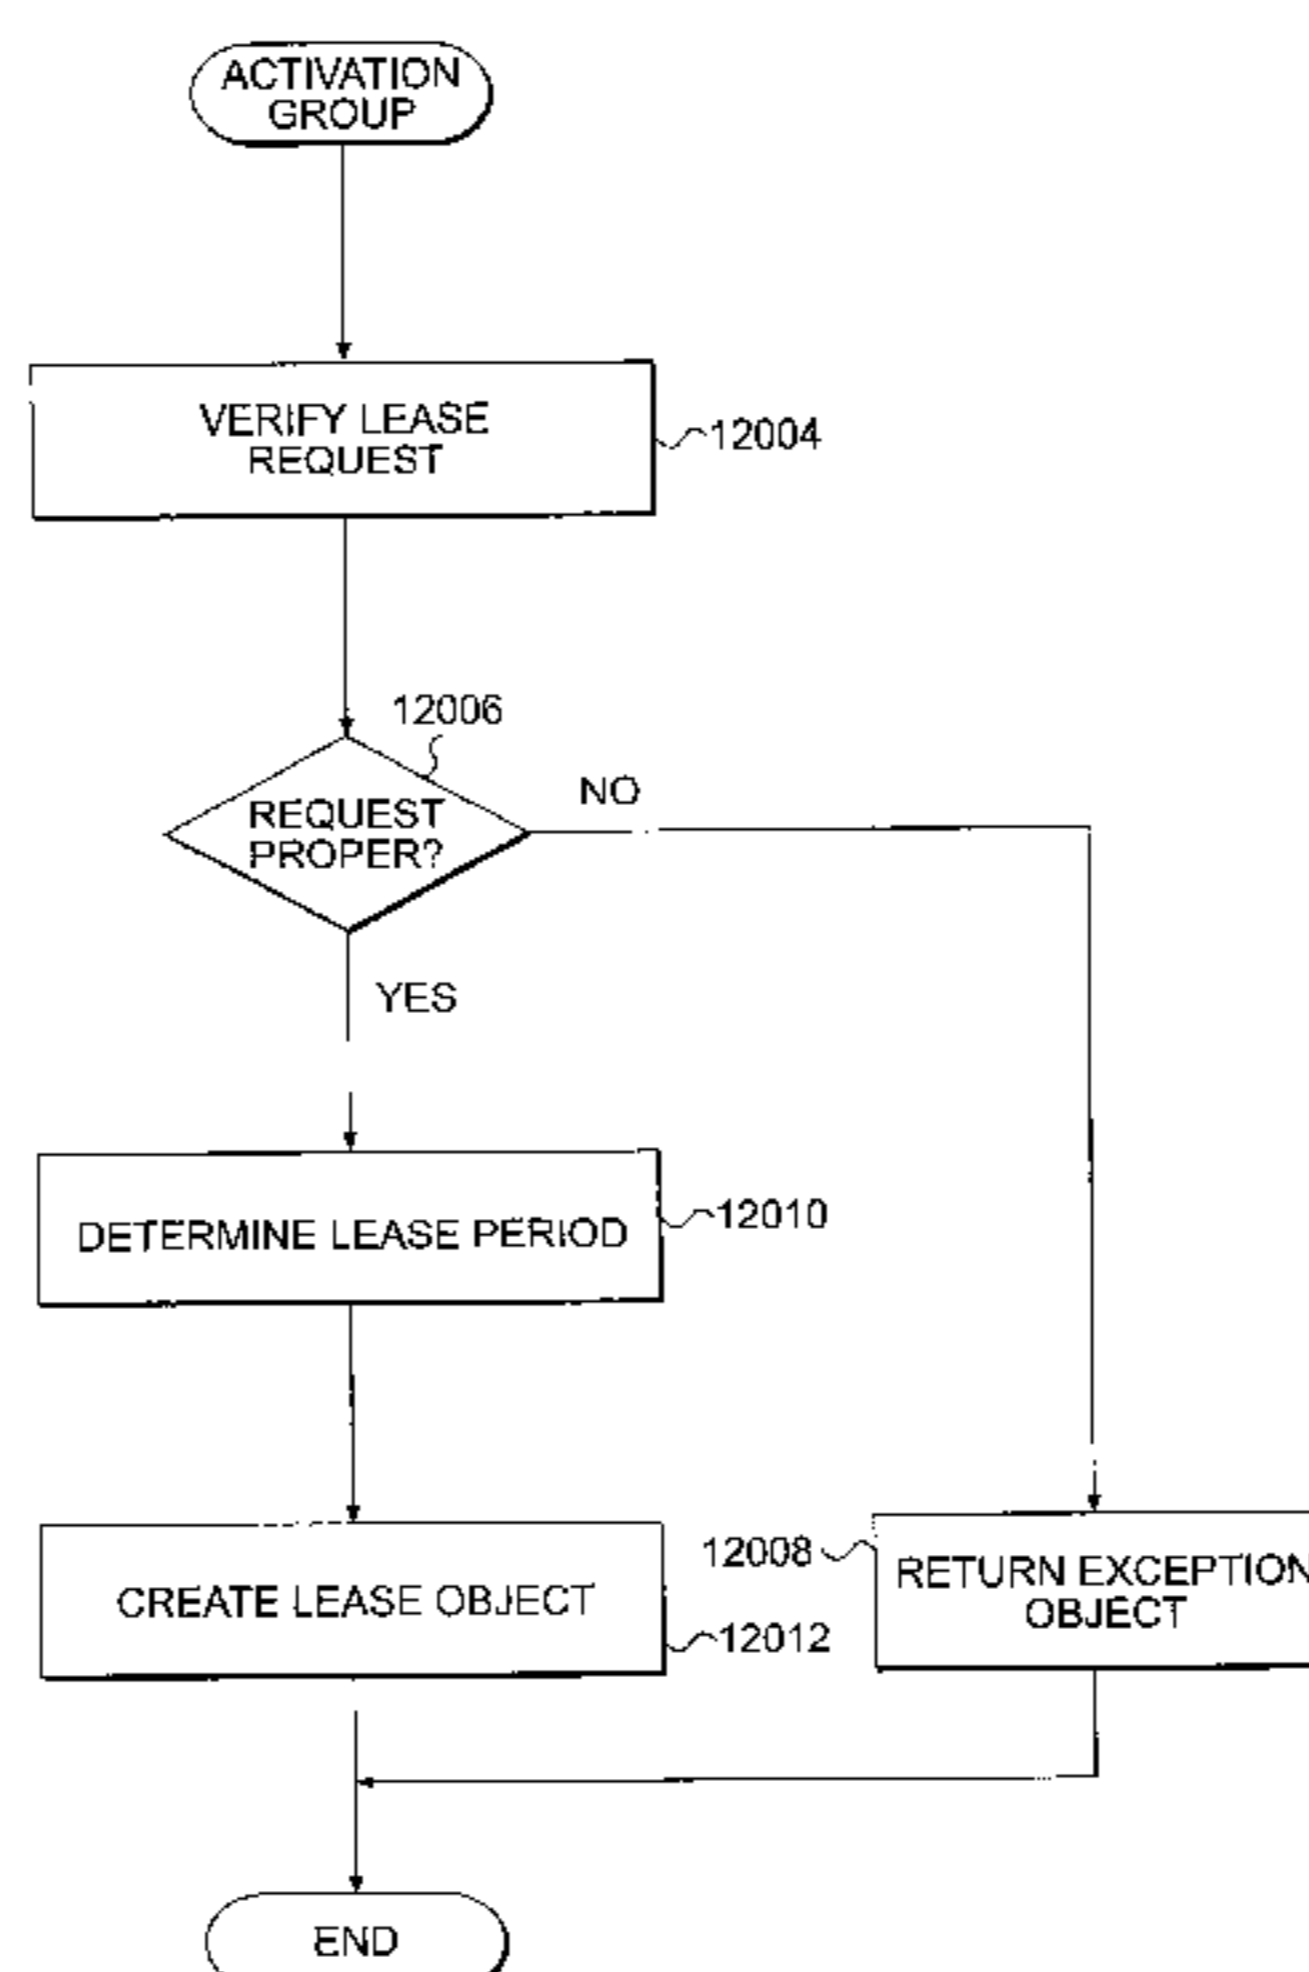 ACTIVATION
GROUP
VERIFY LEASE
REQUEST
12004
12006
REQUEST
PROPER?
NO
YES
DETERMINE LEASE PERIOD
12010
CREATE LEASE OBJECT
12012
12008
RETURN EXCEPTION
OBJECT
END